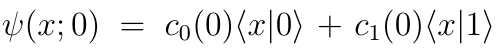 ψ(x; 0) = c₀(0)⟨x|0⟩ + c₁(0)⟨x|1⟩